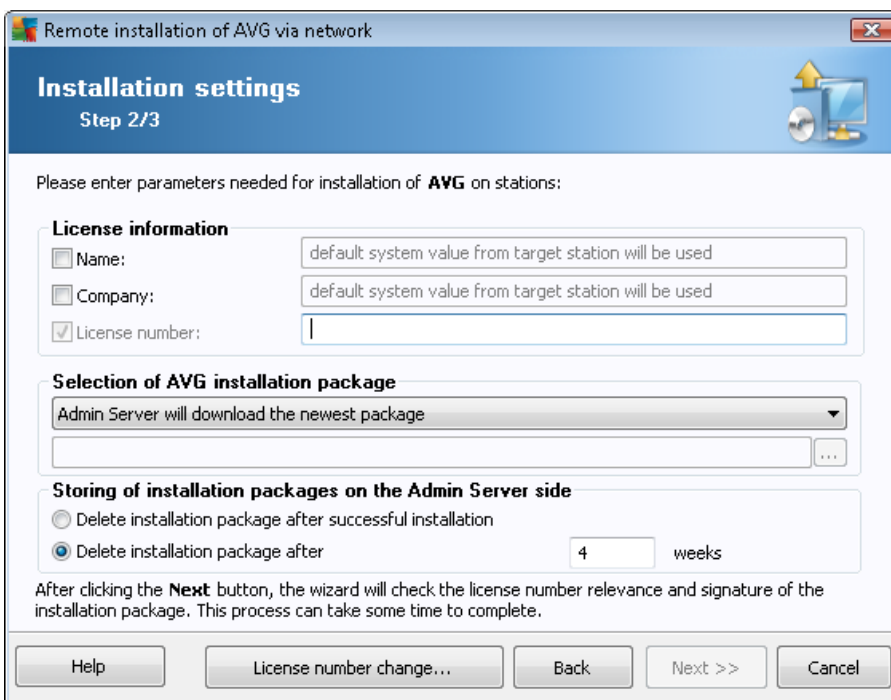 Remote installation of AVG via network
Installation settings
Step 2/3
Please enter parameters needed for installation of AVG on stations:
License information
Name:
default system value from target station will be used
Company:
default system value from target station will be used
License number:
Selection of AVG installation package
Admin Server will download the newest package
...
Storing of installation packages on the Admin Server side
Delete installation package after successful installation
Delete installation package after 4 weeks
After clicking the Next button, the wizard will check the license number relevance and signature of the
installation package. This process can take some time to complete.
Help License number change... Back Next >> Cancel